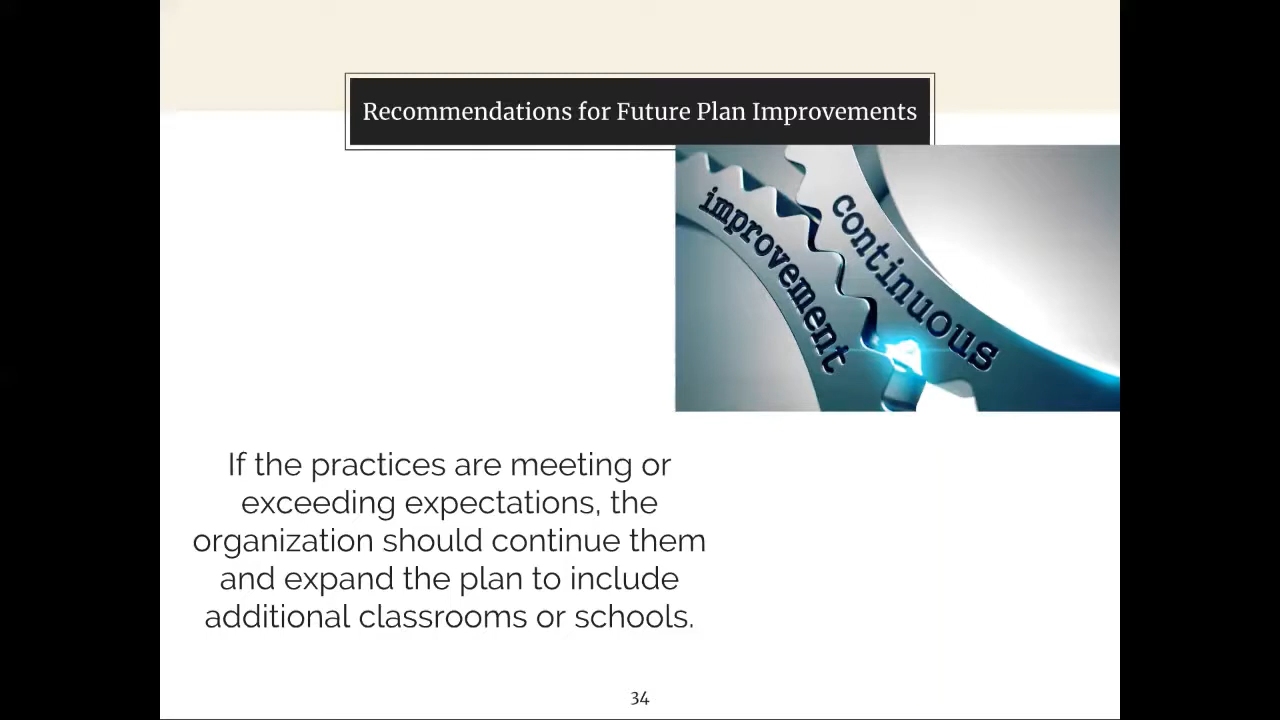 Recommendations for Future Plan Improvements
improvement
continuous
If the practices are meeting or
exceeding expectations, the
organization should continue them
and expand the plan to include
additional classrooms or schools.
34